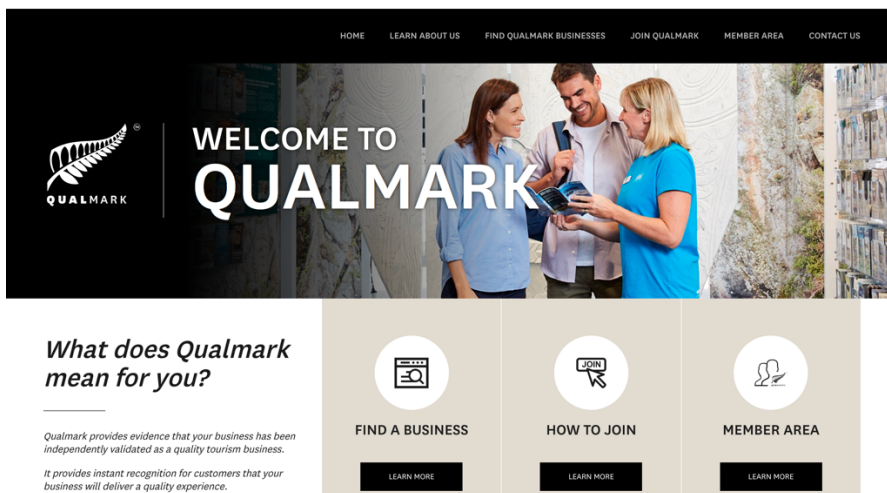 HOME LEARN ABOUT US FIND QUALMARK BUSINESSES JOIN QUALMARK MEMBER AREA CONTACT US
QUALMARK
WELCOME TO
QUALMARK
What does Qualmark
mean for you?
Qualmark provides evidence that your business has been
independently validated as a quality tourism business.
It provides instant recognition for customers that your
business will deliver a quality experience.
FIND A BUSINESS
LEARN MORE
JOIN
HOW TO JOIN
LEARN MORE
MEMBER AREA
LEARN MORE